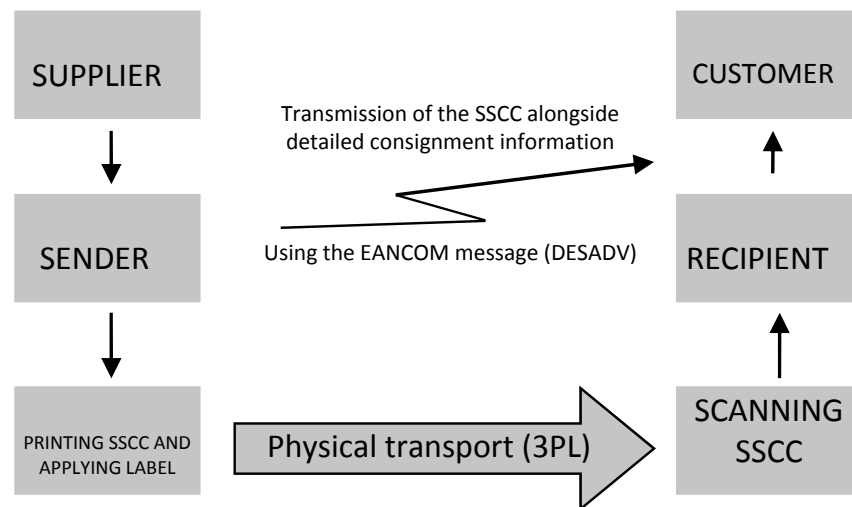 SUPPLIER
CUSTOMER
Transmission of the SSCC alongside
detailed consignment information
SENDER
Using the EANCOM message (DESADV)
RECIPIENT
PRINTING SSCC AND
APPLYING LABEL
Physical transport (3PL)
SCANNING
SSCC